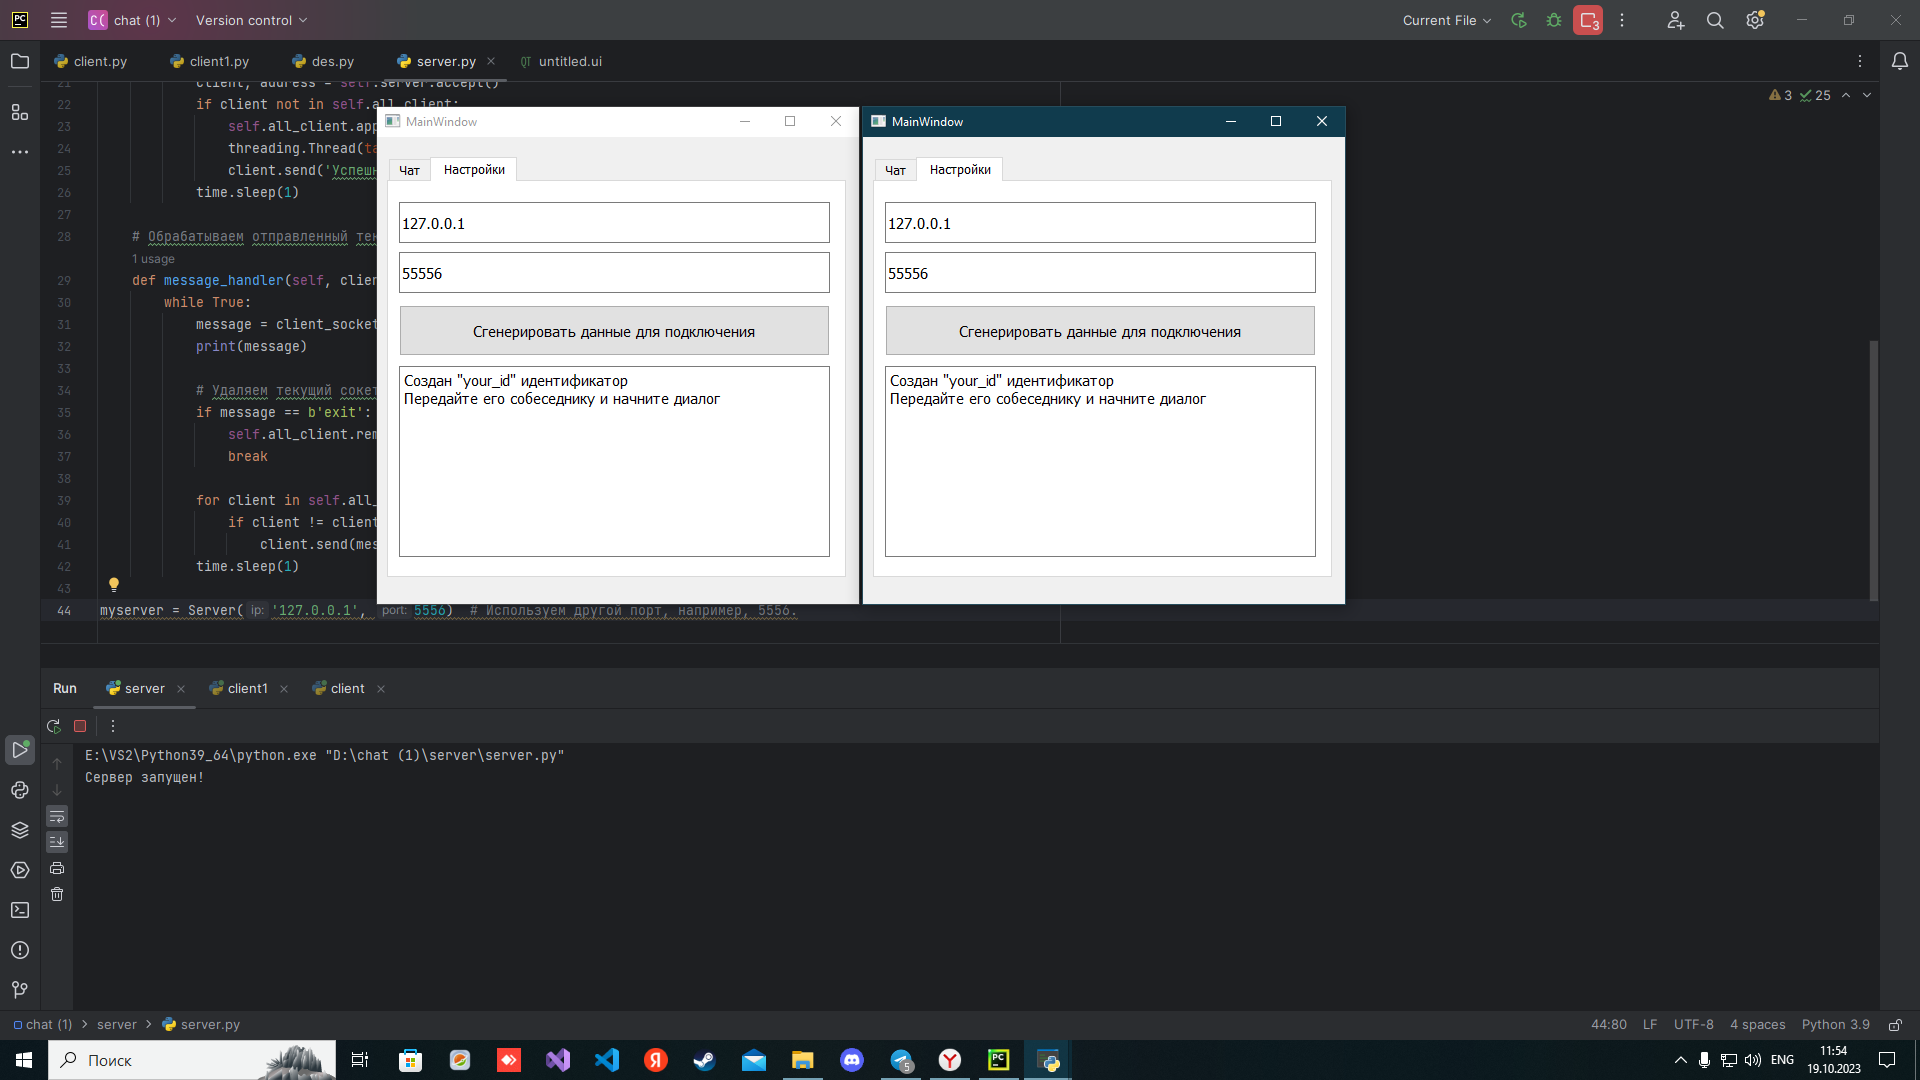 PC
C( chat (1)
Version control
Current File
3
client.py
client1.py
des.py
server.py
untitled.ui
3 25
21 client, address = self.server.accept()
22 if client not in self.all_client:
23 self.all_client.app
24 threading.Thread(ta
25 client.send('Успешн
26 time.sleep(1)
27
28 # Обрабатываем отправленный тек
1 usage
29 def message_handler(self, clien
30 while True:
31 message = client_socket
32 print(message)
33
34 # Удаляем текущий сокет
35 if message == b'exit':
36 self.all_client.rem
37 break
38
39 for client in self.all_
40 if client != client
41 client.send(mes
42 time.sleep(1)
43
44 myserver = Server( ip: '127.0.0.1', port: 5556) # Используем другой порт, например, 5556.
MainWindow
Чат
Настройки
127.0.0.1
55556
Сгенерировать данные для подключения
Создан "your_id" идентификатор
Передайте его собеседнику и начните диалог
MainWindow
Чат
Настройки
127.0.0.1
55556
Сгенерировать данные для подключения
Создан "your_id" идентификатор
Передайте его собеседнику и начните диалог
Run
server
client1
client
E:\VS2\Python39_64\python.exe "D:\chat (1)\server\server.py"
Сервер запущен!
chat (1) > server > server.py
44:80 LF UTF-8 4 spaces Python 3.9
Поиск
Я
5
Y
PC
ENG
11:54
19.10.2023